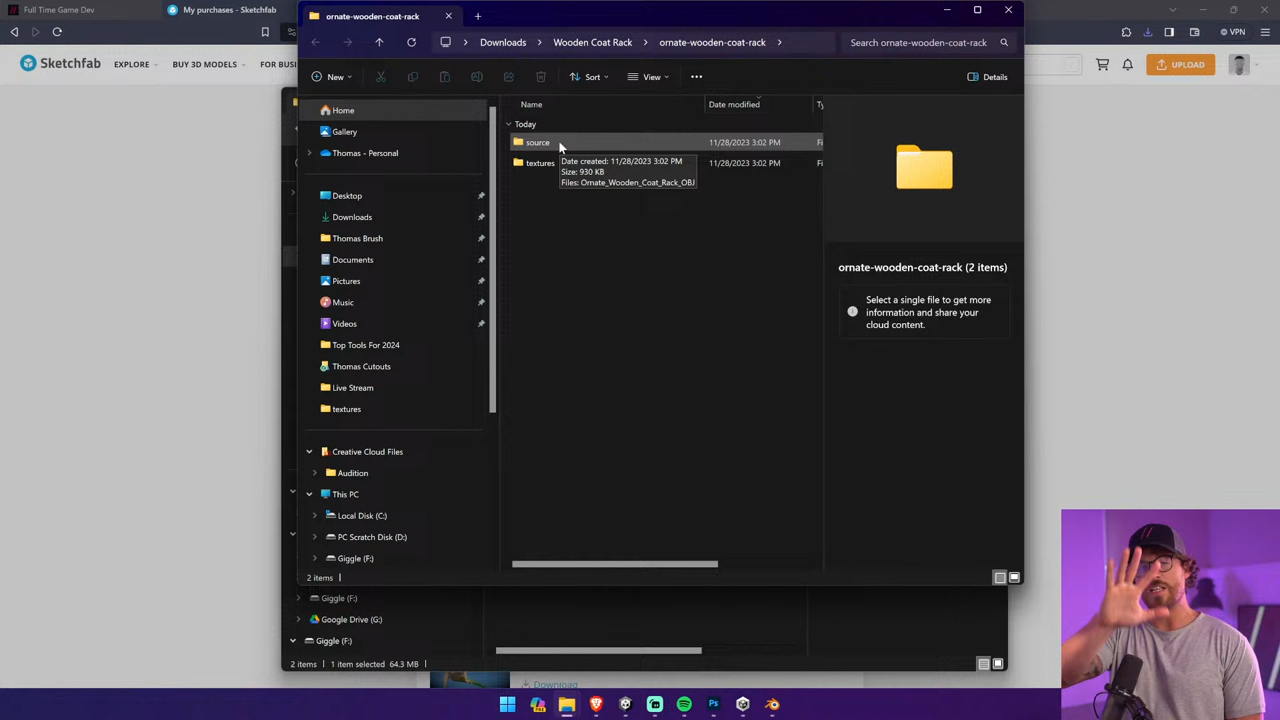 Full Time Game Dev
My purchases - Sketchfab
ornate-wooden-coat-rack
VPN
Downloads
Wooden Coat Rack
ornate-wooden-coat-rack
Search ornate-wooden-coat-rack
Sketchfab
EXPLORE
BUY 3D MODELS
FOR BUSI
UPLOAD
New
Sort
View
Details
Home
Gallery
Thomas - Personal
Desktop
Downloads
Thomas Brush
Documents
Pictures
Music
Videos
Top Tools For 2024
Thomas Cutouts
Live Stream
textures
Creative Cloud Files
Audition
This PC
Local Disk (C:)
PC Scratch Disk (D:)
Giggle (F:)
2 items
Name
Date modified
Ty
Today
source
11/28/2023 3:02 PM
Fi
textures
11/28/2023 3:02 PM
Fi
Date created: 11/28/2023 3:02 PM
Size: 930 KB
Files: Ornate_Wooden_Coat_Rack_OBJ
ornate-wooden-coat-rack (2 items)
Select a single file to get more
information and share your
cloud content.
Giggle (F:)
Google Drive (G:)
Giggle (F:)
2 items
1 item selected 64.3 MB
Download